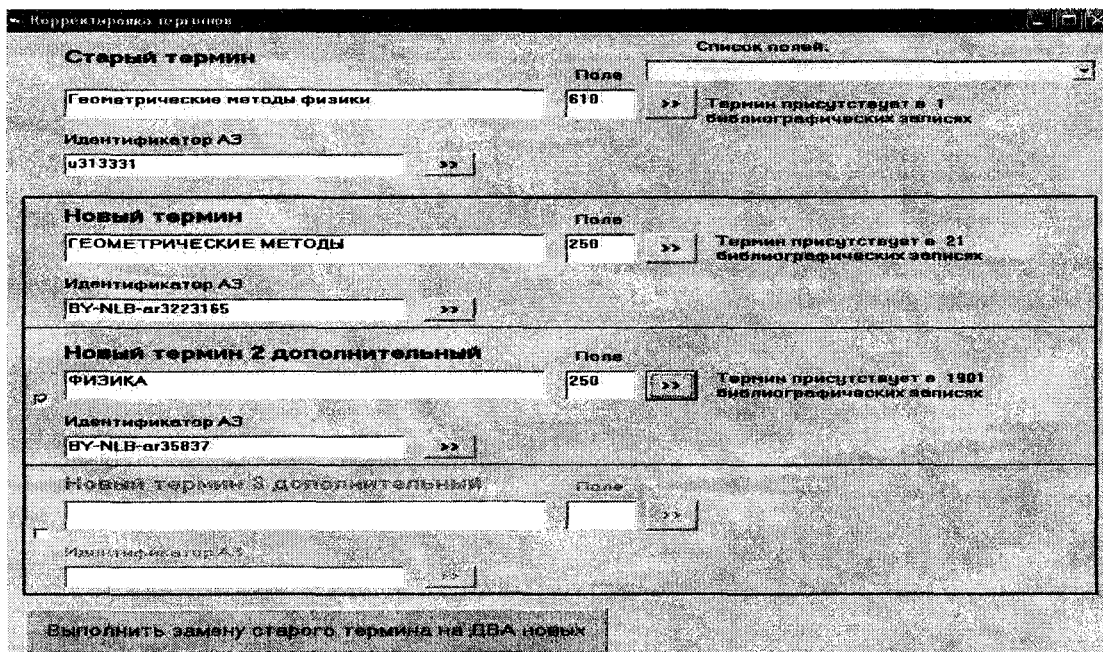 Корректировка терминов
Список полей.
Старый термин
Поле
Геометрические методы физики
610
>>
Термин присутствует в 1
библиографических записях
Идентификатор АЗ
u313331
>>
Новый термин
Поле
ГЕОМЕТРИЧЕСКИЕ МЕТОДЫ
250
>>
Термин присутствует в 21
библиографических записях
Идентификатор АЗ
BY-NLB-ar3223165
>>
Новый термин 2 дополнительный
Поле
ФИЗИКА
250
>>
Термин присутствует в 1901
библиографических записях
Идентификатор АЗ
BY-NLB-ar35837
>>
Новый термин 3 дополнительный
Поле
>>
Идентификатор АЗ
>>
Выполнить замену старого термина на ДВА новых